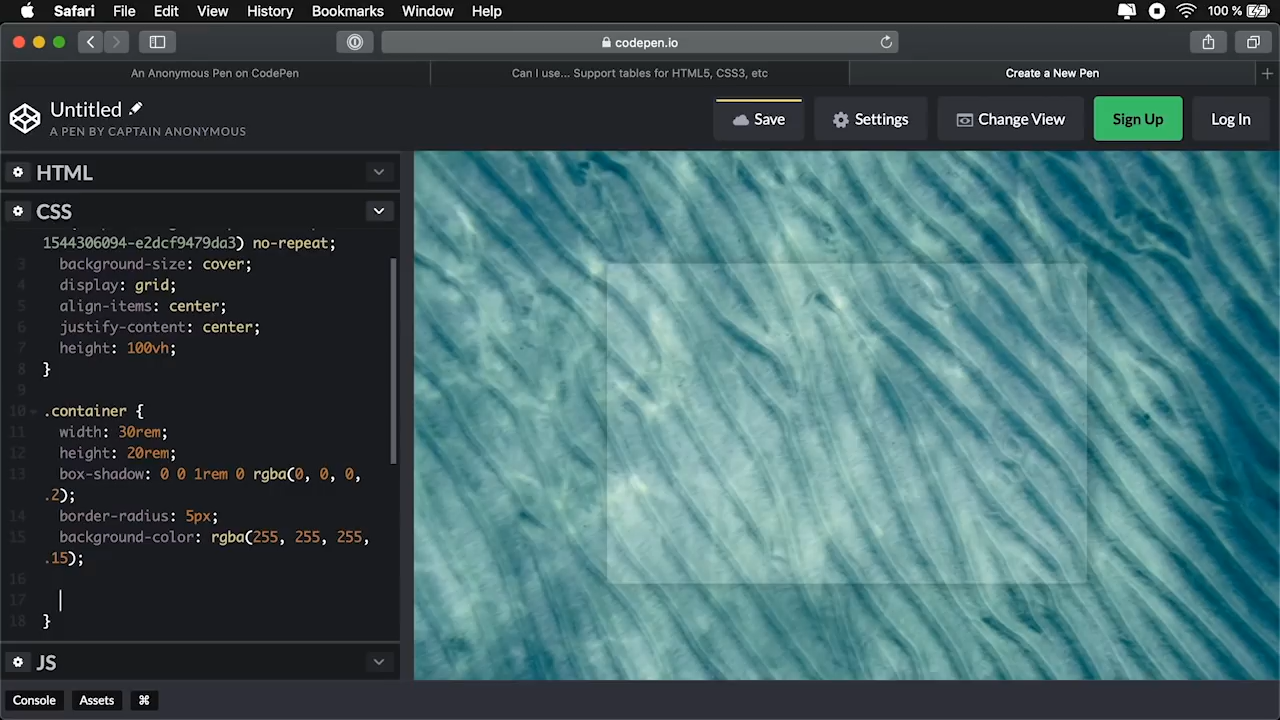 Safari File Edit View History Bookmarks Window Help 100 %
codepen.io
An Anonymous Pen on CodePen Can I use... Support tables for HTML5, CSS3, etc Create a New Pen +
Untitled
A PEN BY CAPTAIN ANONYMOUS
Save Settings Change View Sign Up Log In
HTML
CSS
1544306094-e2dcf9479da3) no-repeat;
3 background-size: cover;
4 display: grid;
5 align-items: center;
6 justify-content: center;
7 height: 100vh;
8 }
9
10 .container {
11 width: 30rem;
12 height: 20rem;
13 box-shadow: 0 0 1rem 0 rgba(0, 0, 0,
.2);
14 border-radius: 5px;
15 background-color: rgba(255, 255, 255,
.15);
16
17
18 }
JS
Console Assets ⌘